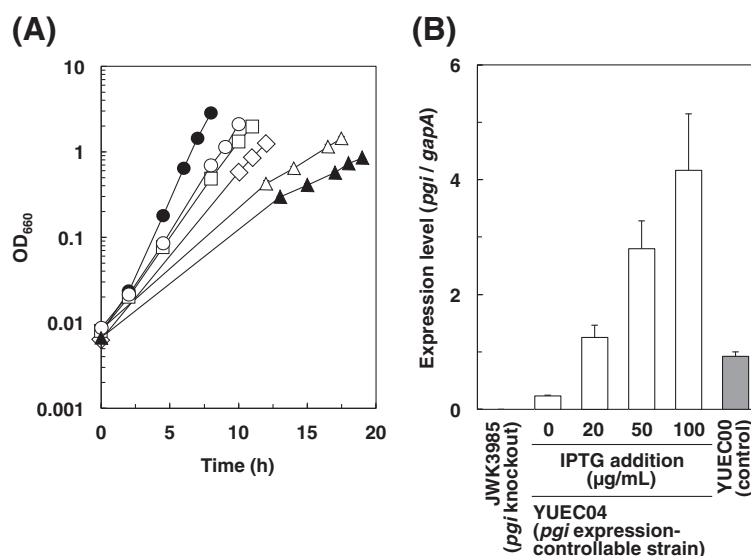 (A)
10
1
0.1
0.01
0.001
OD660
0
5
10
15
20
Time (h)
(B)
6
4
2
0
Expression level (pgi / gapA)
JWK3985
(pgi knockout)
0
20
50
100
IPTG addition
(µg/mL)
YUEC04
(pgi expression-
controllable strain)
YUEC00
(control)